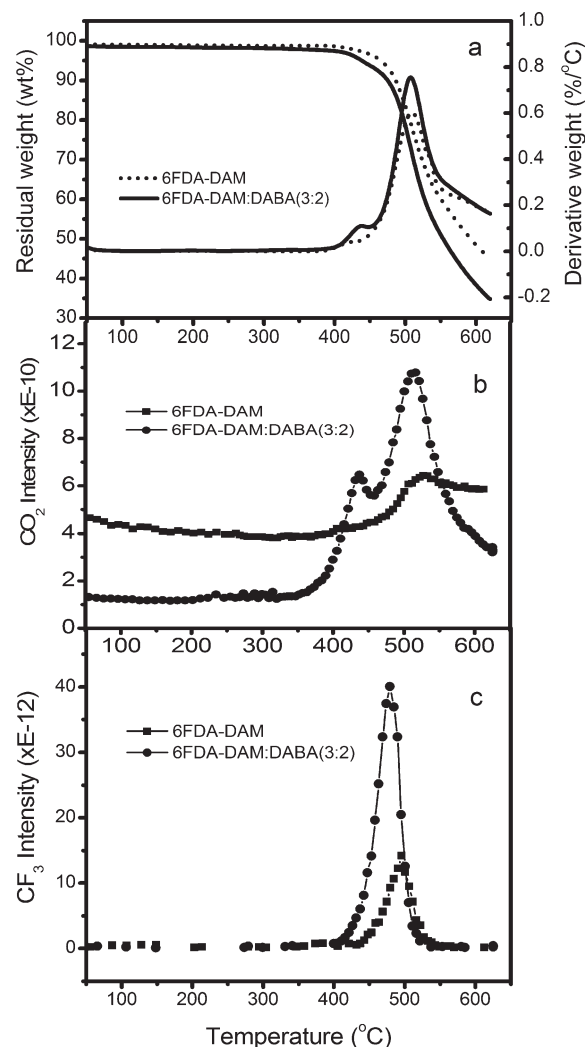 a
Residual weight (wt%)
100
90
80
70
60
50
40
30
1.0
0.8
0.6
0.4
0.2
0.0
-0.2
Derivative weight (%/°C)
6FDA-DAM
6FDA-DAM:DABA(3:2)
100 200 300 400 500 600
b
CO₂ Intensity (xE-10)
12
10
8
6
4
2
0
6FDA-DAM
6FDA-DAM:DABA(3:2)
100 200 300 400 500 600
c
CF₃ Intensity (xE-12)
40
30
20
10
0
6FDA-DAM
6FDA-DAM:DABA(3:2)
100 200 300 400 500 600
Temperature (°C)